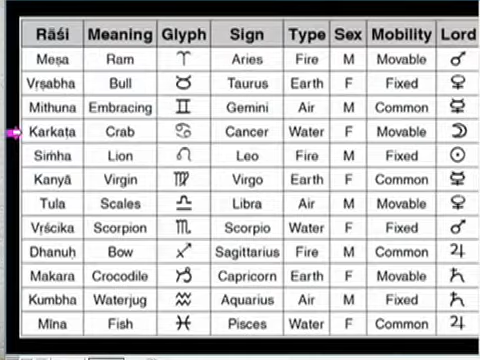 Rāśi Meaning Glyph Sign Type Sex Mobility Lord
Meṣa Ram ♈ Aries Fire M Movable ♂
Vṛṣabha Bull ♉ Taurus Earth F Fixed ♀
Mithuna Embracing ♊ Gemini Air M Common ☿
Karkaṭa Crab ♋ Cancer Water F Movable ☽
Siṁha Lion ♌ Leo Fire M Fixed ☉
Kanyā Virgin ♍ Virgo Earth F Common ☿
Tula Scales ♎ Libra Air M Movable ♀
Vṛścika Scorpion ♏ Scorpio Water F Fixed ♂
Dhanuḥ Bow ♐ Sagittarius Fire M Common ♃
Makara Crocodile ♑ Capricorn Earth F Movable ♄
Kumbha Waterjug ♒ Aquarius Air M Fixed ♄
Mīna Fish ♓ Pisces Water F Common ♃